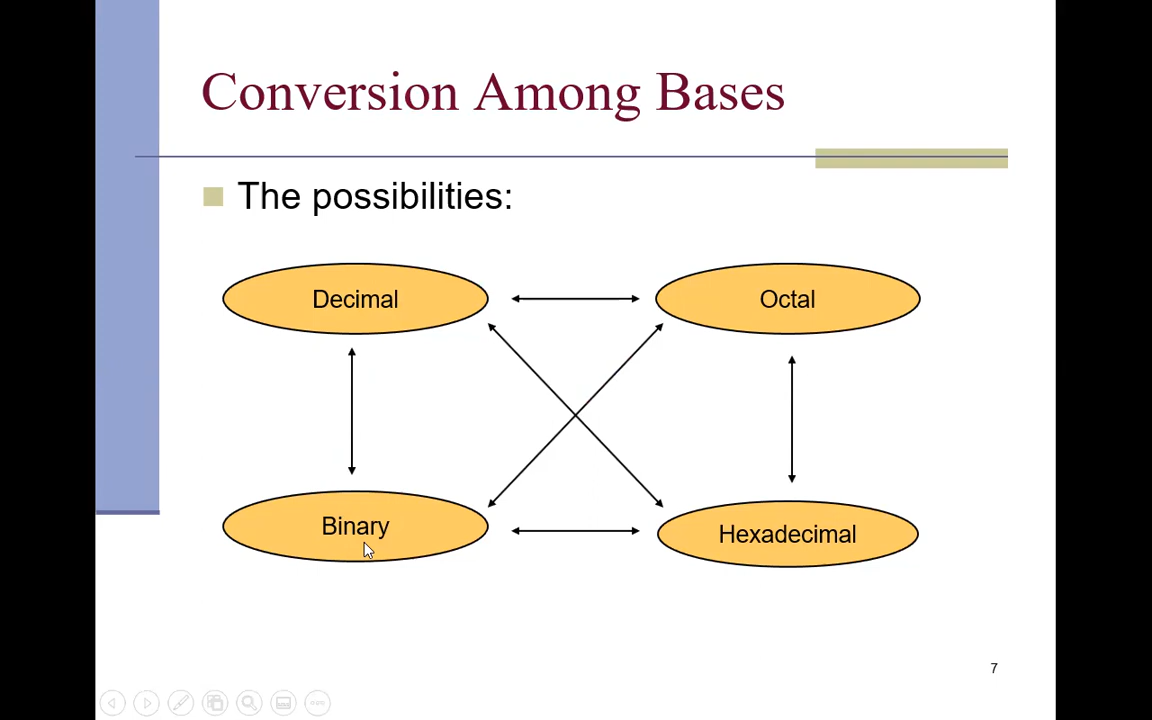 Conversion Among Bases
The possibilities:
Decimal
Octal
Binary
Hexadecimal
7